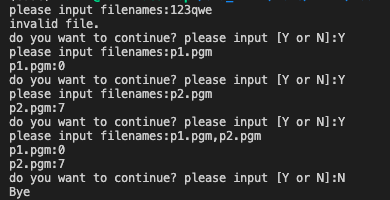 please input filenames:123qwe
invalid file.
do you want to continue? please input [Y or N]:Y
please input filenames:p1.pgm
p1.pgm:0
do you want to continue? please input [Y or N]:Y
please input filenames:p2.pgm
p2.pgm:7
do you want to continue? please input [Y or N]:Y
please input filenames:p1.pgm,p2.pgm
p1.pgm:0
p2.pgm:7
do you want to continue? please input [Y or N]:N
Bye